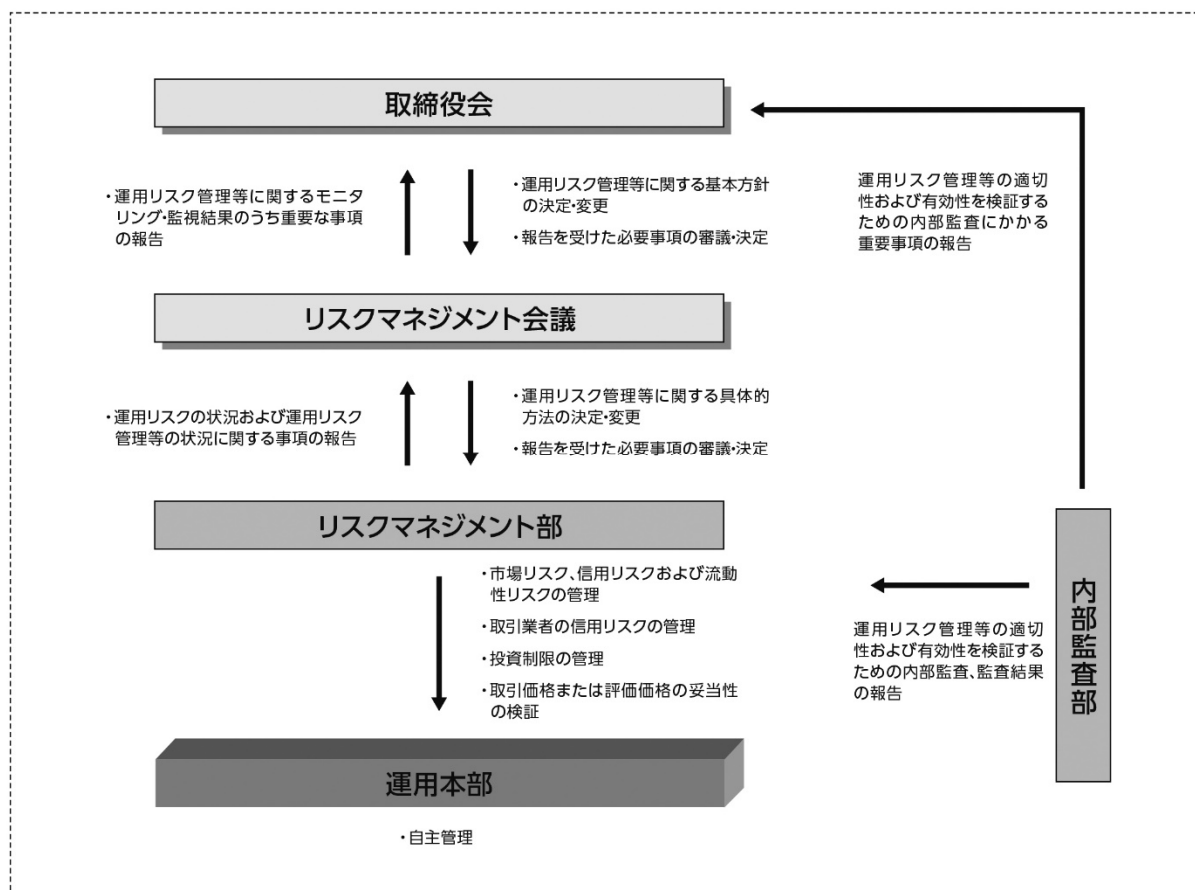 取締役会
・運用リスク管理等に関するモニタ
リング・監視結果のうち重要な事項
の報告
・運用リスク管理等に関する基本方針
の決定・変更
・報告を受けた必要事項の審議・決定
運用リスク管理等の適切
性および有効性を検証する
ための内部監査にかかる
重要事項の報告
リスクマネジメント会議
・運用リスクの状況および運用リスク
管理等の状況に関する事項の報告
・運用リスク管理等に関する具体的
方法の決定・変更
・報告を受けた必要事項の審議・決定
リスクマネジメント部
・市場リスク、信用リスクおよび流動
性リスクの管理
・取引業者の信用リスクの管理
・投資制限の管理
・取引価格または評価価格の妥当性
の検証
運用リスク管理等の適切
性および有効性を検証する
ための内部監査、監査結果
の報告
内部監査部
運用本部
・自主管理